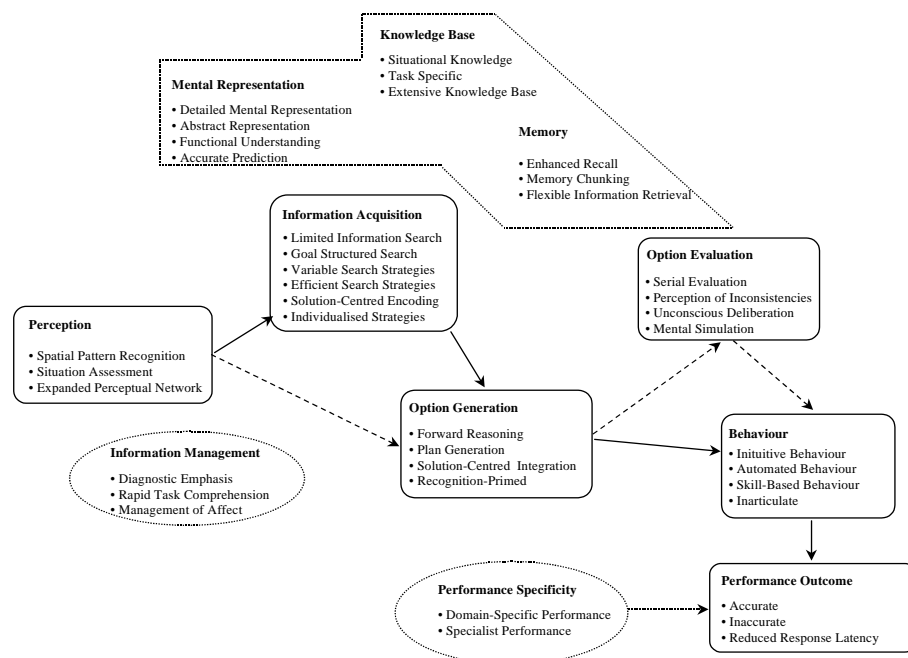 Knowledge Base
• Situational Knowledge
• Task Specific
• Extensive Knowledge Base
Mental Representation
• Detailed Mental Representation
• Abstract Representation
• Functional Understanding
• Accurate Prediction
Memory
• Enhanced Recall
• Memory Chunking
• Flexible Information Retrieval
Information Acquisition
• Limited Information Search
• Goal Structured Search
• Variable Search Strategies
• Efficient Search Strategies
• Solution-Centred Encoding
• Individualised Strategies
Option Evaluation
• Serial Evaluation
• Perception of Inconsistencies
• Unconscious Deliberation
• Mental Simulation
Perception
• Spatial Pattern Recognition
• Situation Assessment
• Expanded Perceptual Network
Option Generation
• Forward Reasoning
• Plan Generation
• Solution-Centred Integration
• Recognition-Primed
Behaviour
• Inituitive Behaviour
• Automated Behaviour
• Skill-Based Behaviour
• Inarticulate
Information Management
• Diagnostic Emphasis
• Rapid Task Comprehension
• Management of Affect
Performance Specificity
• Domain-Specific Performance
• Specialist Performance
Performance Outcome
• Accurate
• Inaccurate
• Reduced Response Latency